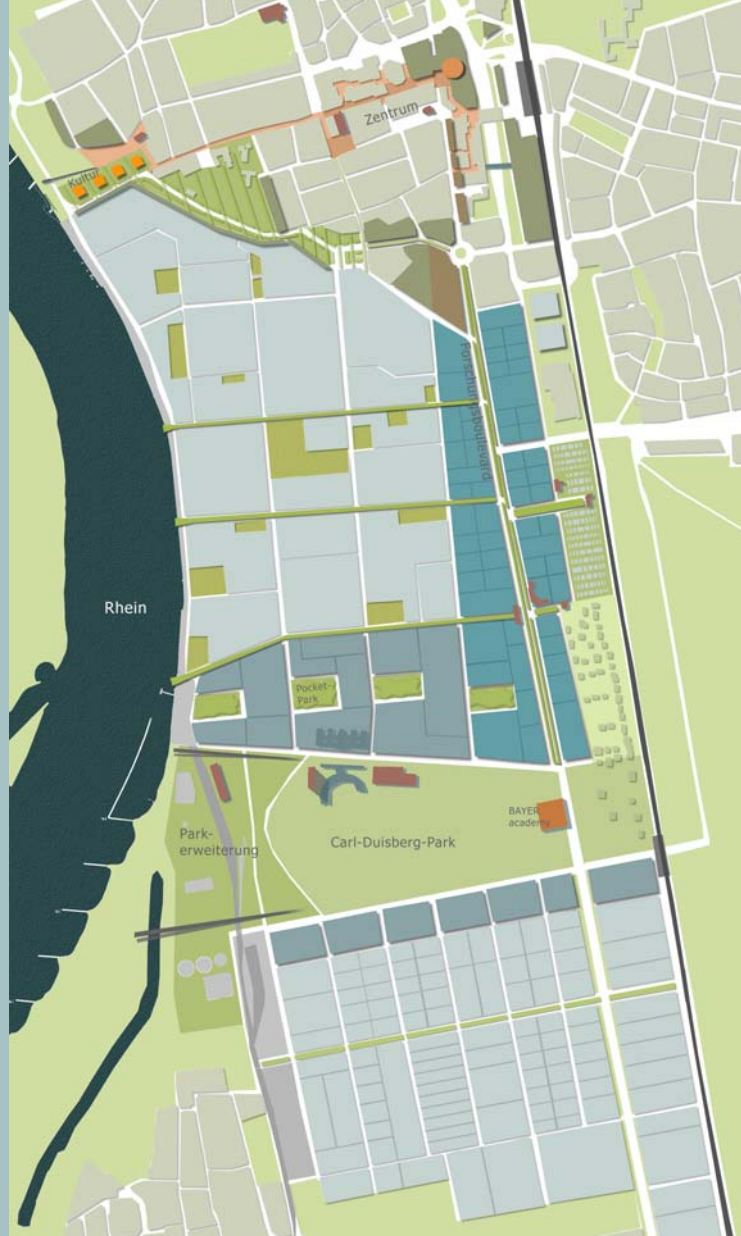 Zentrum
Kultur
Forschungsboulevard
Rhein
Pocket-
Park
BAYER
academy
Park-
erweiterung
Carl-Duisberg-Park